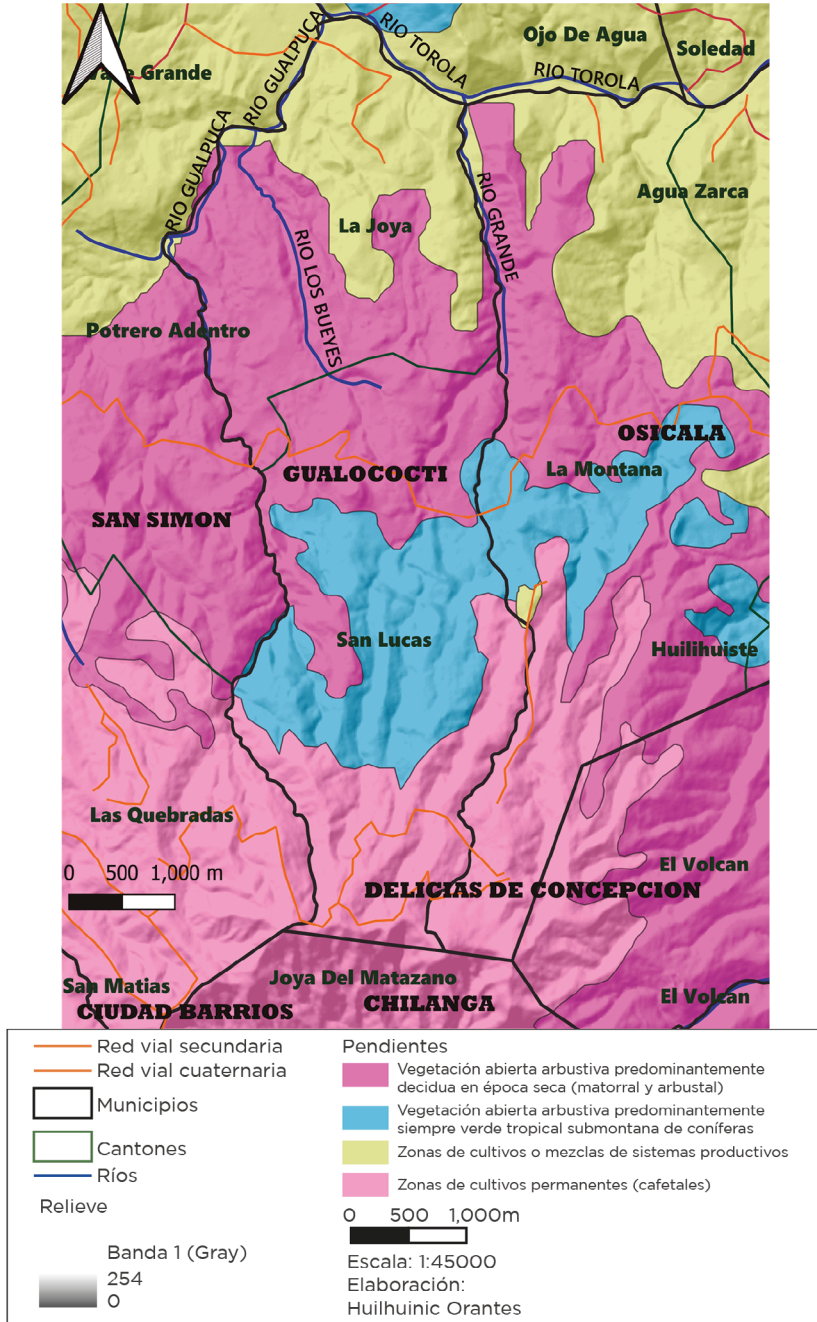 RIO TOROLA
Ojo De Agua
Soledad
Valle Grande
RIO GUALPUCA
RIO TOROLA
RIO GUALPUCA
Agua Zarca
La Joya
RIO GRANDE
RIO LOS BUEYES
Potrero Adentro
OSICALA
La Montana
GUALOCOCTI
SAN SIMON
San Lucas
Huilihuiste
Las Quebradas
El Volcan
0 500 1,000 m
DELICIAS DE CONCEPCION
Joya Del Matazano
San Matias
El Volcan
CIUDAD BARRIOS
CHILANGA
Red vial secundaria
Red vial cuaternaria
Municipios
Cantones
Ríos
Relieve
Banda 1 (Gray)
254
0
Pendientes
Vegetación abierta arbustiva predominantemente
decidua en época seca (matorral y arbustal)
Vegetación abierta arbustiva predominantemente
siempre verde tropical submontana de coníferas
Zonas de cultivos o mezclas de sistemas productivos
Zonas de cultivos permanentes (cafetales)
0 500 1,000m
Escala: 1:45000
Elaboración:
Huilhuinic Orantes